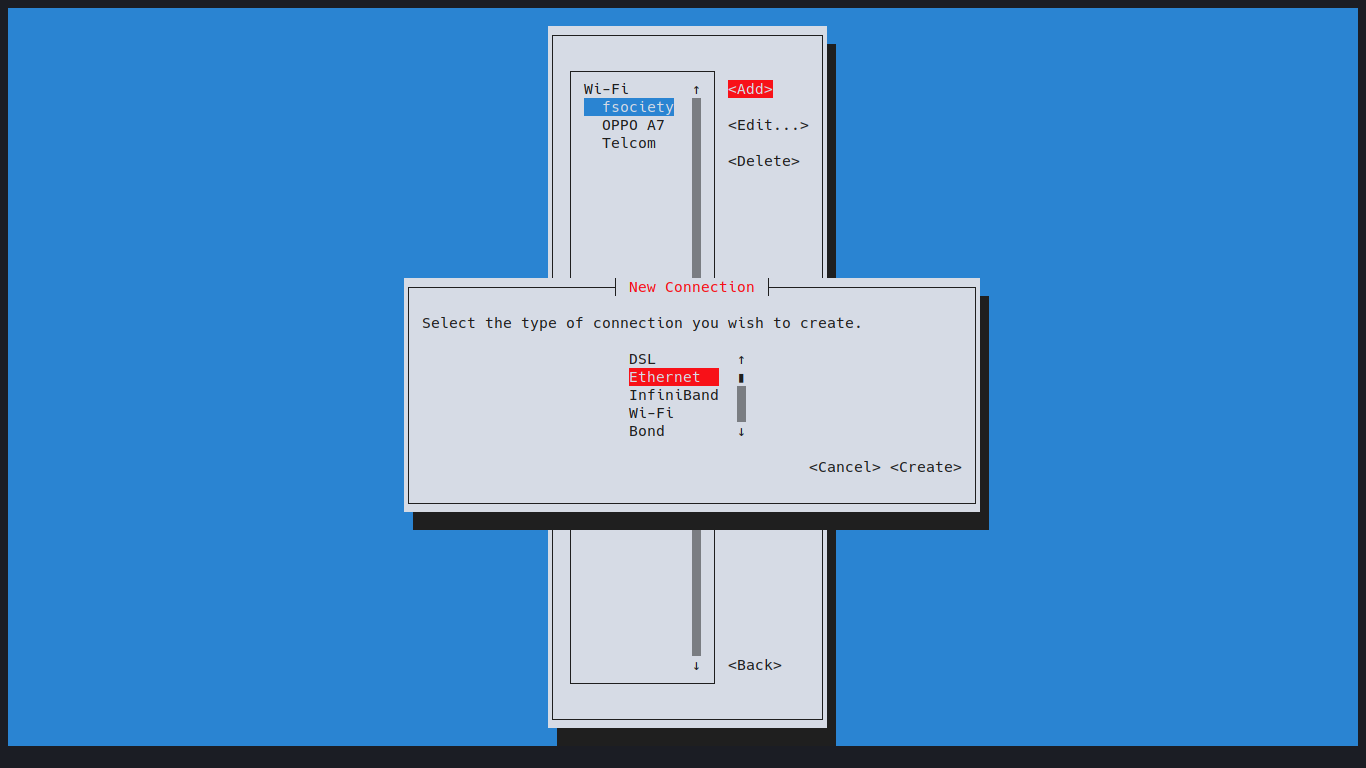 Wi-Fi ↑ <Add>
fsociety
OPPO A7 <Edit...>
Telcom
<Delete>
New Connection
Select the type of connection you wish to create.
DSL ↑
Ethernet
InfiniBand
Wi-Fi
Bond ↓
<Cancel> <Create>
↓ <Back>